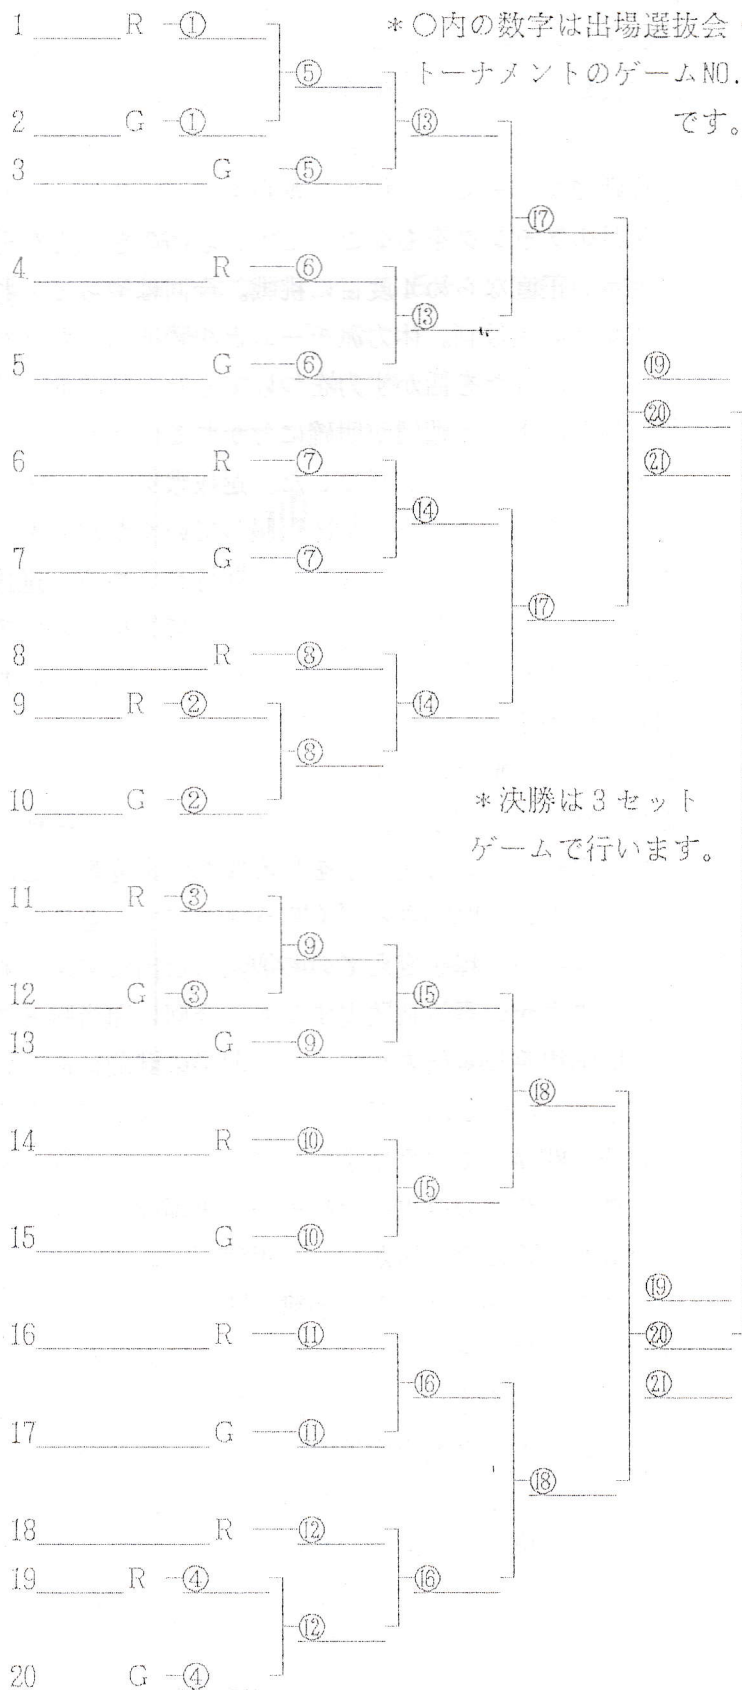 1 R ①
＊○内の数字は出場選抜会
⑤
トーナメントのゲームNO.
2 G ① ⑬ です。
3 G ⑤
⑰
4 R ⑥
⑬
5 G ⑥ ⑲
⑳
6 R ⑦ ㉑
⑭
7 G ⑦
⑰
8 R ⑧
9 R ② ⑭
⑧
10 G ②
＊決勝は3セット
ゲームで行います。
11 R ③
⑨
12 G ③ ⑮
13 G ⑨
⑱
14 R ⑩
⑮
15 G ⑩
⑲
16 R ⑪ ⑳
⑯ ㉑
17 G ⑪
⑱
18 R ⑫
19 R ④ ⑯
⑫
20 G ④